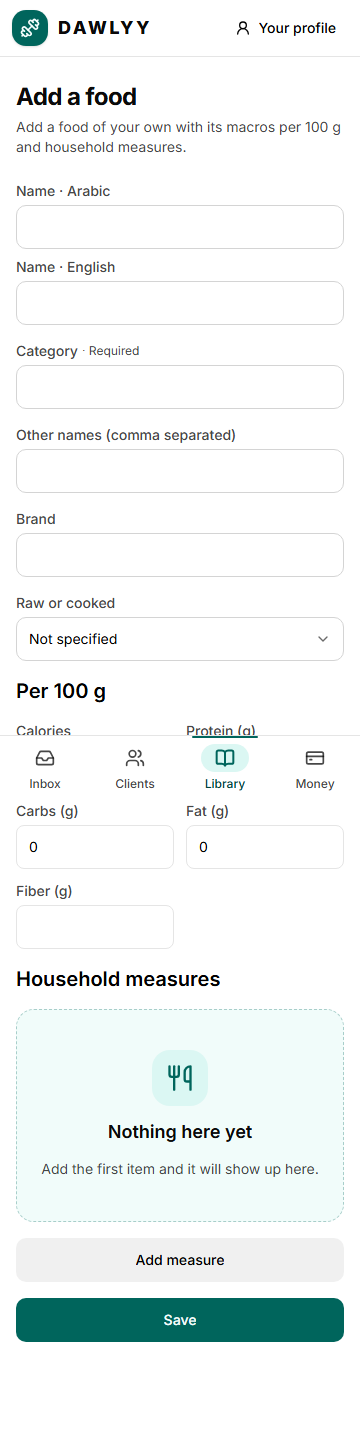 DAWLYY
Your profile
Add a food
Add a food of your own with its macros per 100 g
and household measures.
Name · Arabic
Name · English
Category · Required
Other names (comma separated)
Brand
Raw or cooked
Not specified
Per 100 g
Calories
Protein (g)
Inbox
Clients
Library
Money
Carbs (g)
Fat (g)
0
0
Fiber (g)
Household measures
Nothing here yet
Add the first item and it will show up here.
Add measure
Save